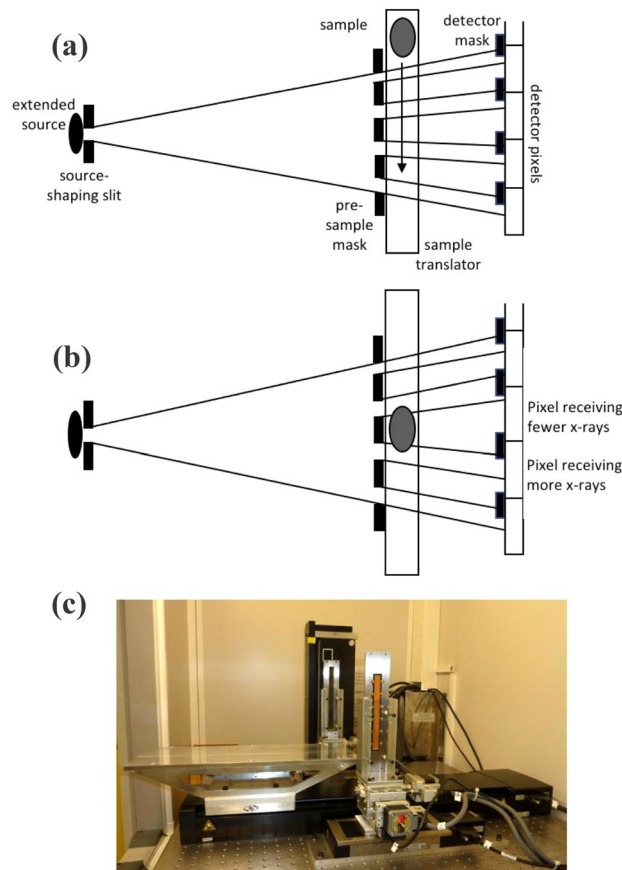 (a)
sample
detector
mask
extended
source
source-
shaping slit
pre-
sample
mask
sample
translator
detector pixels
(b)
Pixel receiving
fewer x-rays
Pixel receiving
more x-rays
(c)